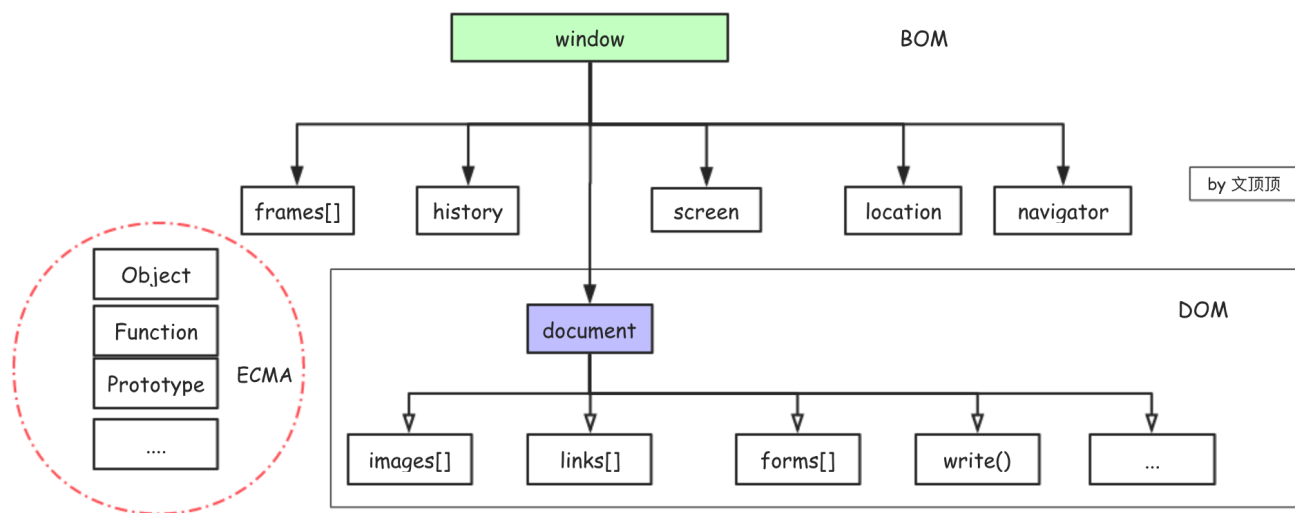 window
BOM
frames[]
history
screen
location
navigator
by 文顶顶
Object
Function
Prototype
....
ECMA
document
DOM
images[]
links[]
forms[]
write()
...